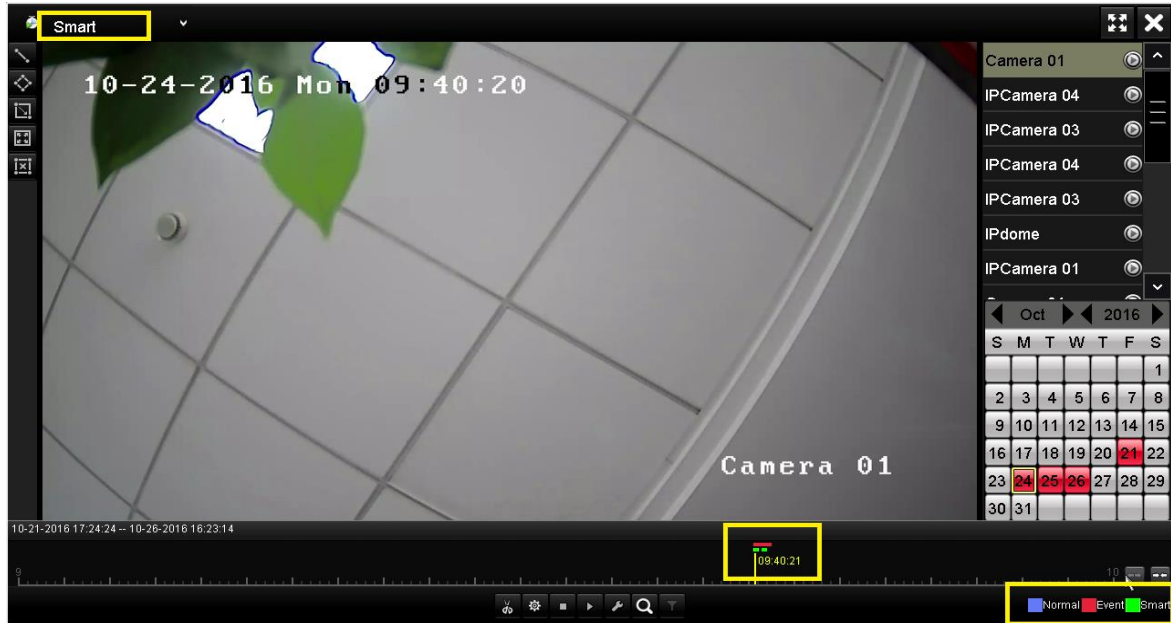 Smart
10-24-2016 Mon 09:40:20
Camera 01
Camera 01
IPCamera 04
IPCamera 03
IPCamera 04
IPCamera 03
IPdome
IPCamera 01
Oct 2016
S M T W T F S
1
2 3 4 5 6 7 8
9 10 11 12 13 14 15
16 17 18 19 20 21 22
23 24 25 26 27 28 29
30 31
10-21-2016 17:24:24 -- 10-26-2016 16:23:14
09:40:21
9 10
Normal Event Smart